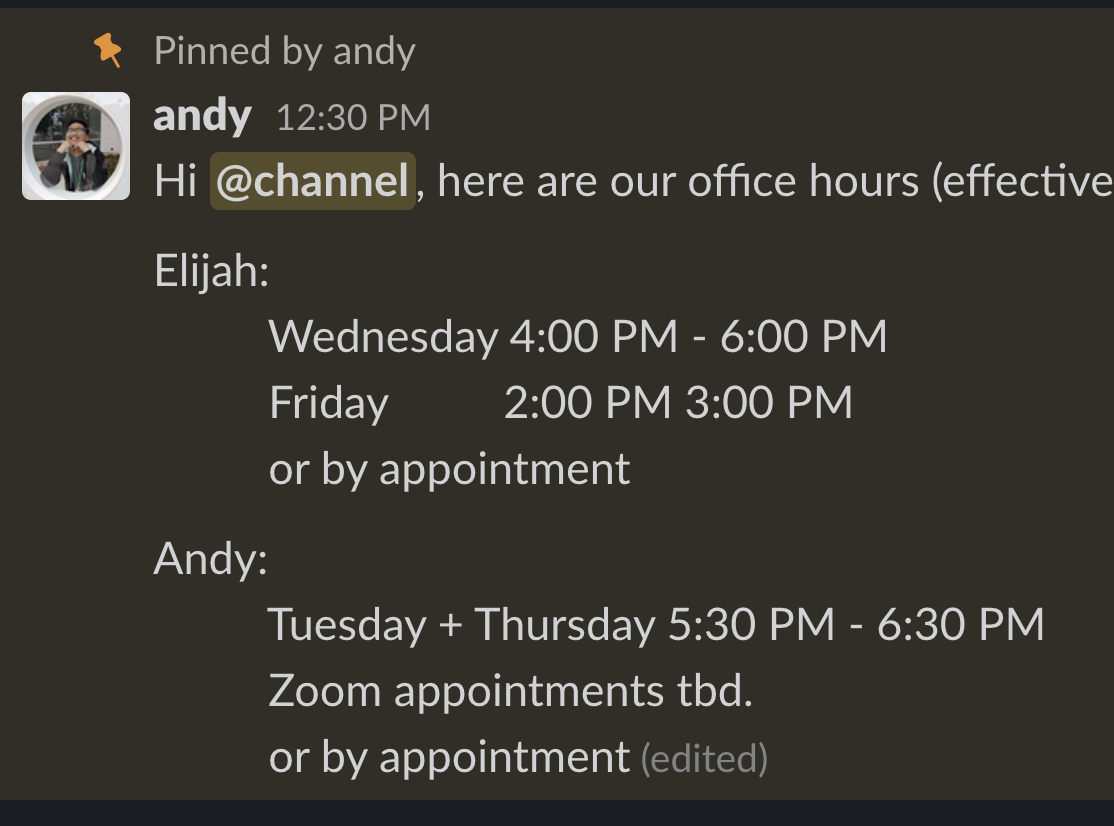 Pinned by andy
andy 12:30 PM
Hi @channel, here are our office hours (effective
Elijah:
Wednesday 4:00 PM - 6:00 PM
Friday 2:00 PM 3:00 PM
or by appointment
Andy:
Tuesday + Thursday 5:30 PM - 6:30 PM
Zoom appointments tbd.
or by appointment (edited)